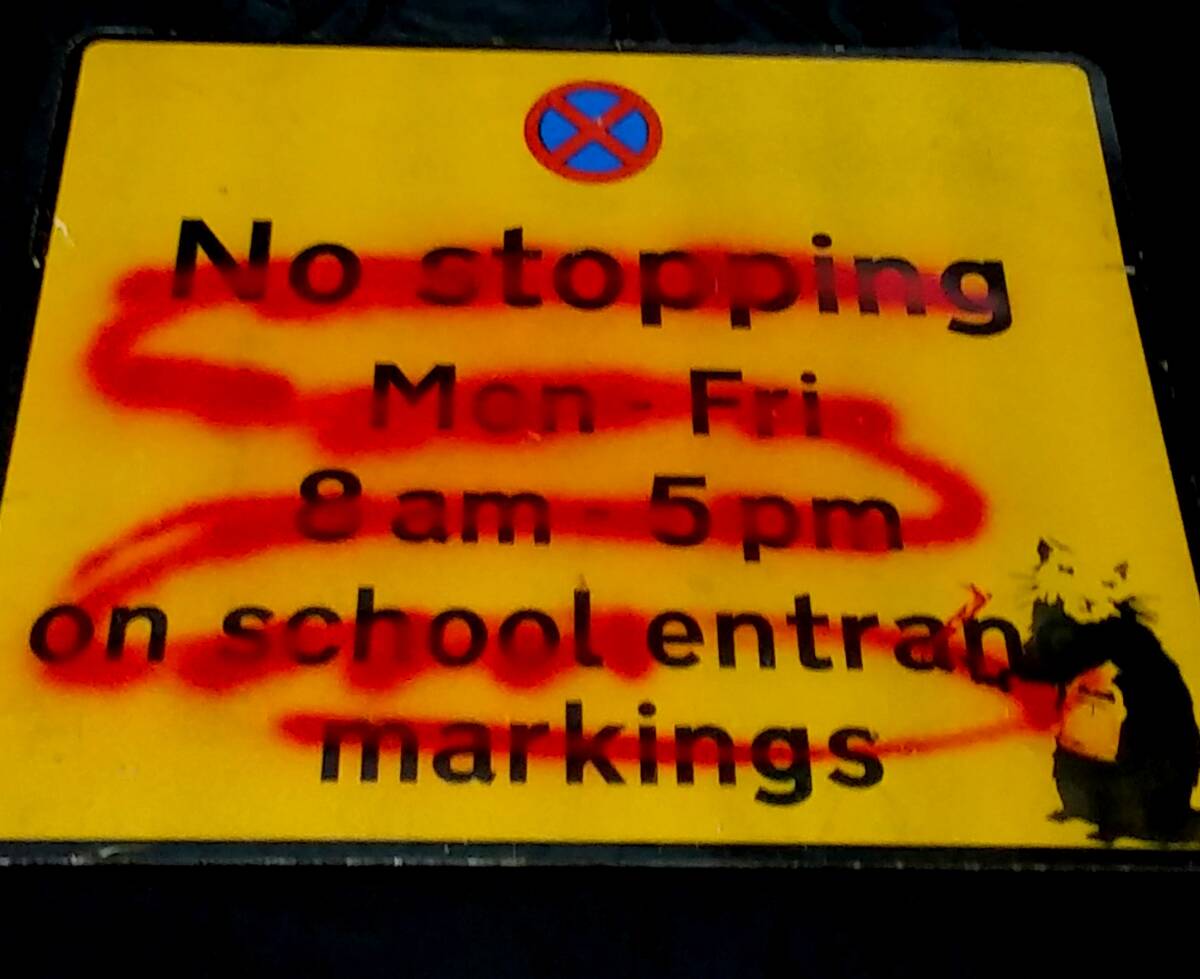 No stopping
Mon - Fri
8 am - 5 pm
on school entran
markings